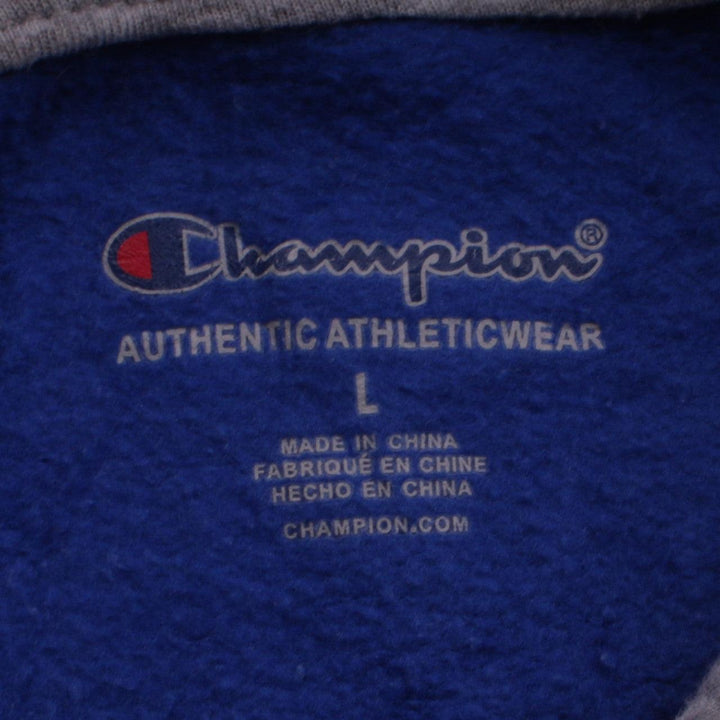 Champion®
AUTHENTIC ATHLETICWEAR
L
MADE IN CHINA
FABRIQUÉ EN CHINE
HECHO EN CHINA
CHAMPION.COM